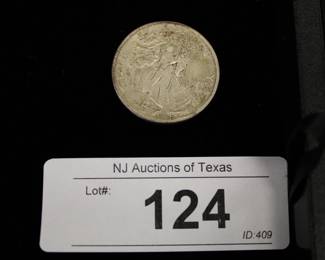 NJ Auctions of Texas
Lot#:
124
ID:409